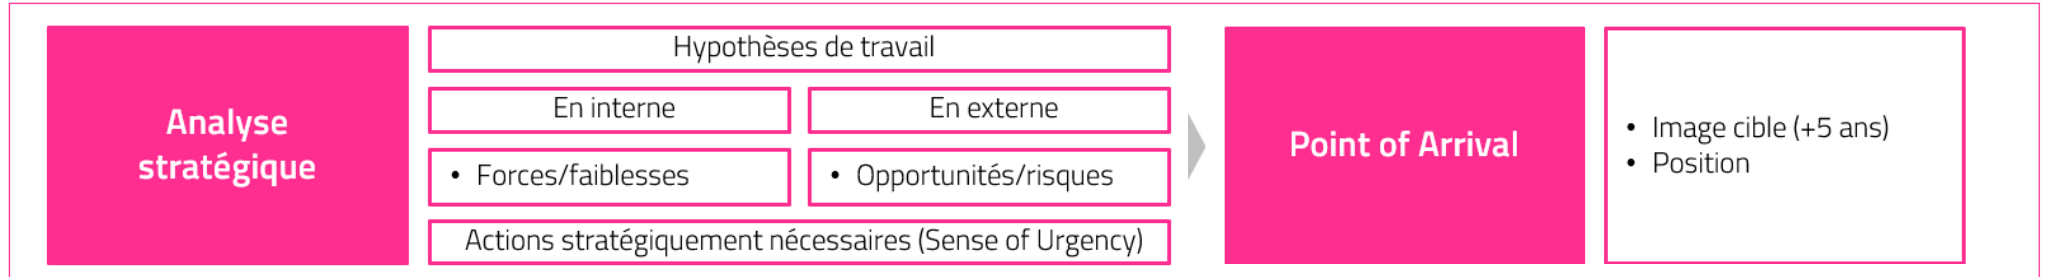 Analyse
stratégique
Hypothèses de travail
En interne
En externe
• Forces/faiblesses
• Opportunités/risques
Actions stratégiquement nécessaires (Sense of Urgency)
Point of Arrival
• Image cible (+5 ans)
• Position